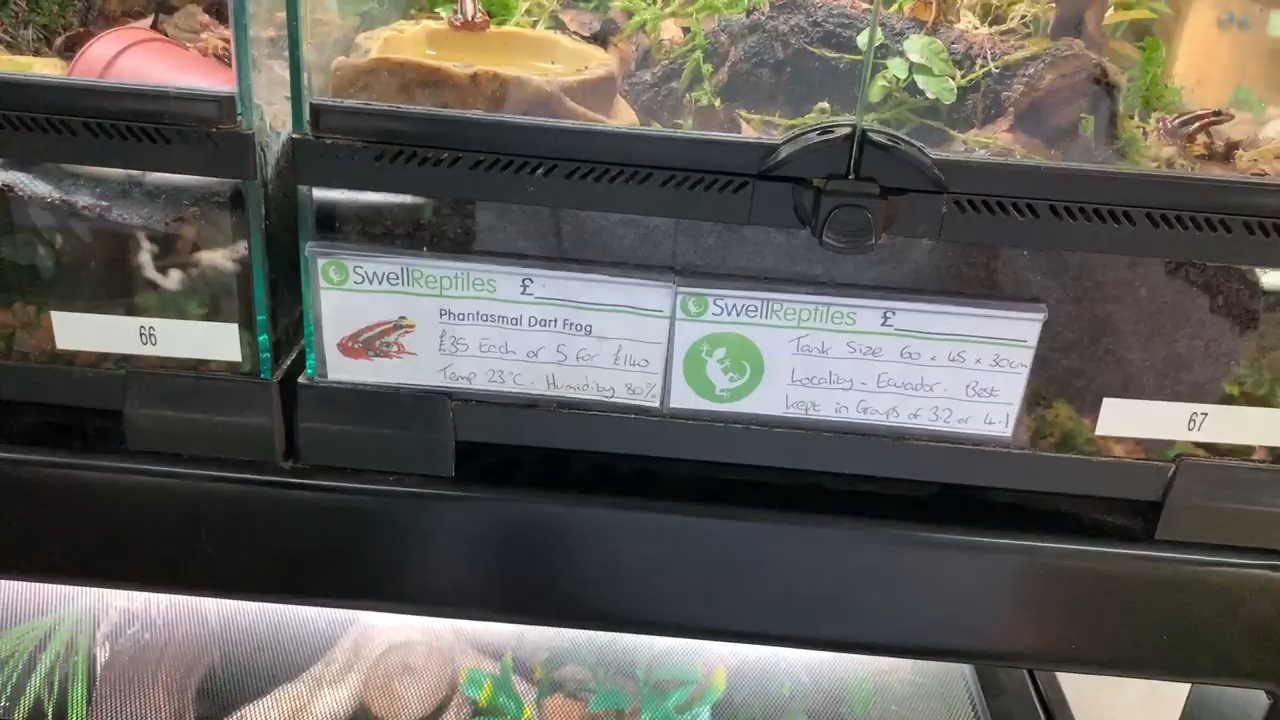 66
SwellReptiles £
Phantasmal Dart Frog
£35 Each or 5 for £140
Temp 23°C. Humidity 80%
SwellReptiles £
Tank Size 60 x 45 x 30cm
Locality - Ecuador. Best
kept in Groups of 3.2 or 4.1
67